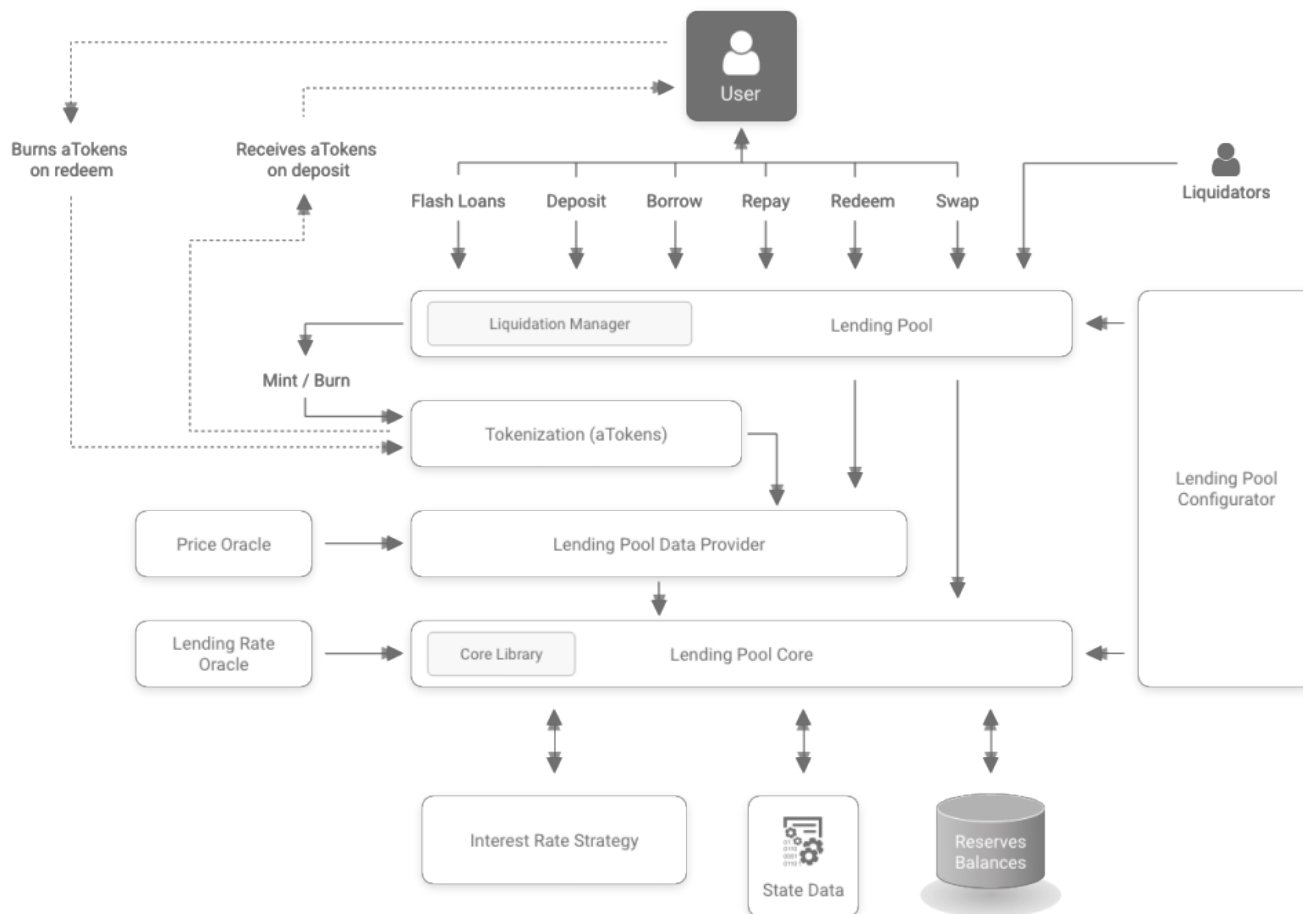 User
Burns aTokens
on redeem
Receives aTokens
on deposit
Liquidators
Flash Loans
Deposit
Borrow
Repay
Redeem
Swap
Liquidation Manager
Lending Pool
Mint / Burn
Tokenization (aTokens)
Lending Pool
Configurator
Price Oracle
Lending Pool Data Provider
Lending Rate
Oracle
Core Library
Lending Pool Core
Interest Rate Strategy
State Data
Reserves
Balances